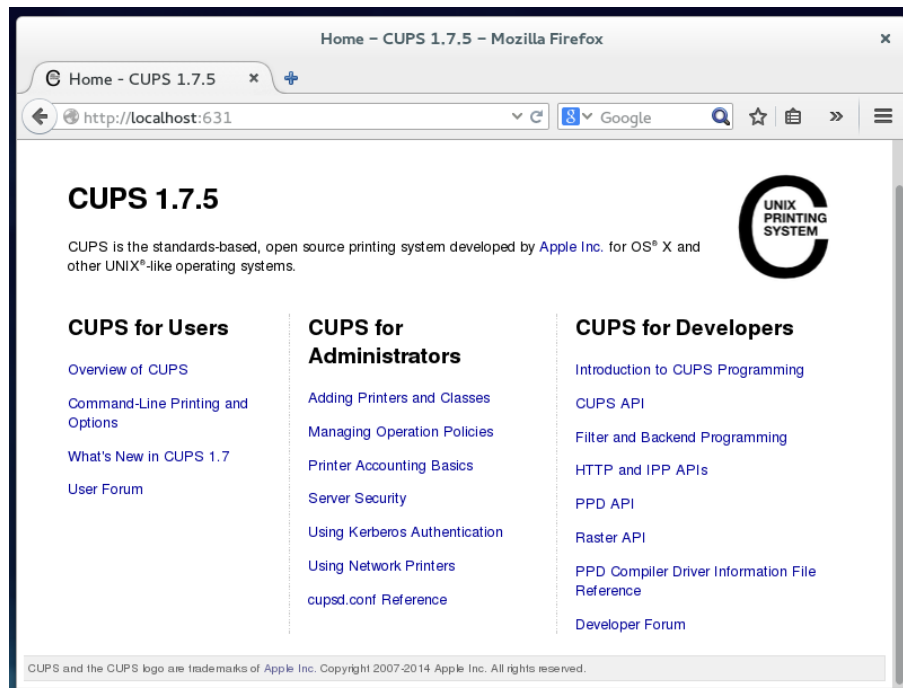 Home – CUPS 1.7.5 – Mozilla Firefox
Home - CUPS 1.7.5
http://localhost:631
Google
CUPS 1.7.5
UNIX
PRINTING
SYSTEM
CUPS is the standards-based, open source printing system developed by Apple Inc. for OS® X and
other UNIX®-like operating systems.
CUPS for Users
Overview of CUPS
Command-Line Printing and
Options
What's New in CUPS 1.7
User Forum
CUPS for
Administrators
Adding Printers and Classes
Managing Operation Policies
Printer Accounting Basics
Server Security
Using Kerberos Authentication
Using Network Printers
cupsd.conf Reference
CUPS for Developers
Introduction to CUPS Programming
CUPS API
Filter and Backend Programming
HTTP and IPP APIs
PPD API
Raster API
PPD Compiler Driver Information File
Reference
Developer Forum
CUPS and the CUPS logo are trademarks of Apple Inc. Copyright 2007-2014 Apple Inc. All rights reserved.